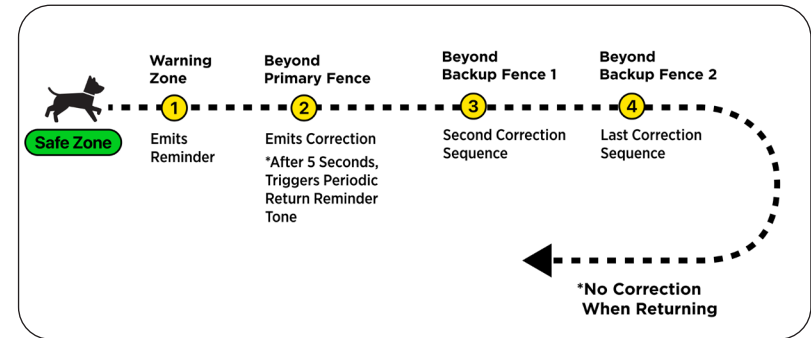 Safe Zone
Warning
Zone
1
Emits
Reminder
Beyond
Primary Fence
2
Emits Correction
*After 5 Seconds,
Triggers Periodic
Return Reminder
Tone
Beyond
Backup Fence 1
3
Second Correction
Sequence
Beyond
Backup Fence 2
4
Last Correction
Sequence
*No Correction
When Returning